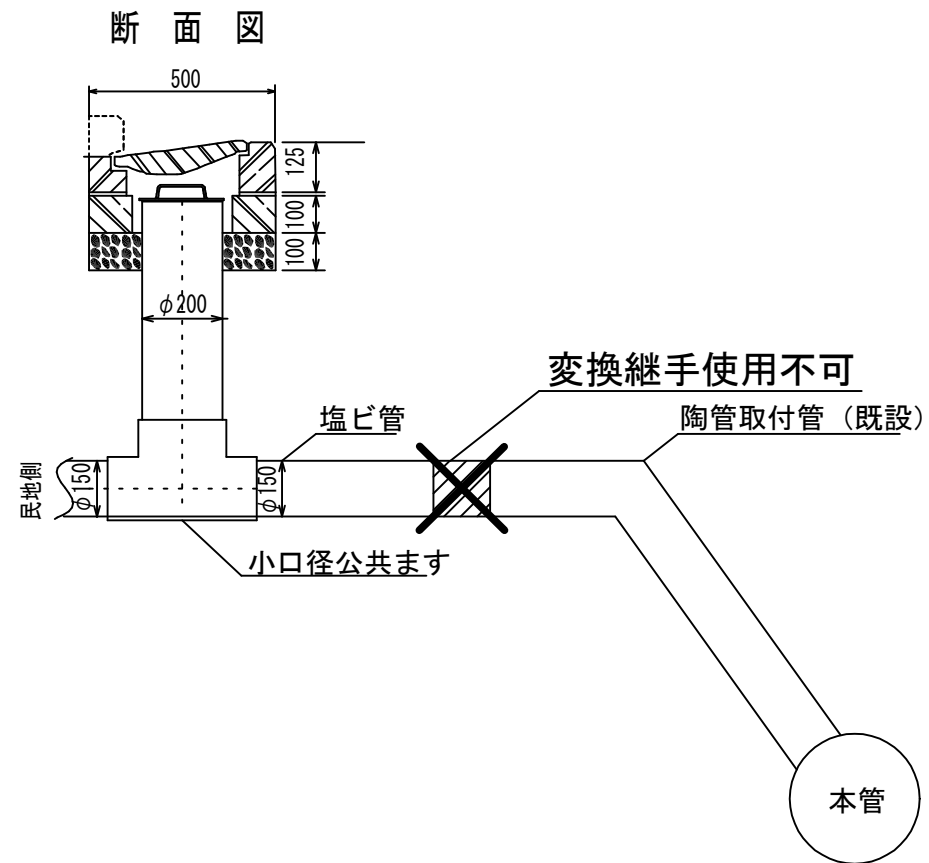 断面図
500
125
100
100
φ200
変換継手使用不可
塩ビ管
陶管取付管（既設）
民地側
φ150
φ150
小口径公共ます
本管